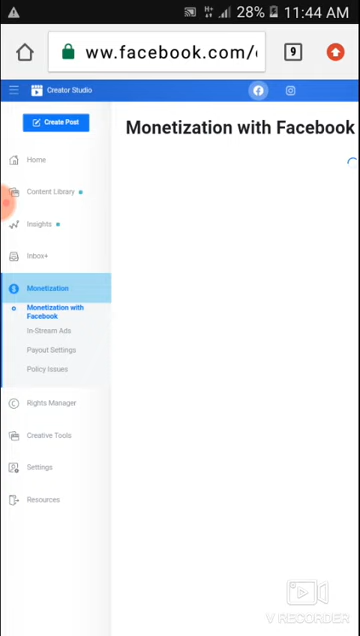 28% 11:44 AM
ww.facebook.com/
9
Creator Studio
Create Post
Monetization with Facebook
Home
Content Library
Insights
Inbox+
Monetization
Monetization with
Facebook
In-Stream Ads
Payout Settings
Policy Issues
Rights Manager
Creative Tools
Settings
Resources
V RECORDER